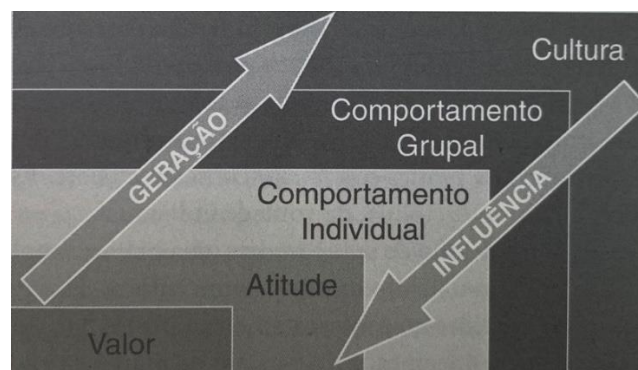 Cultura
Comportamento
Grupal
GERAÇÃO
Comportamento
Individual
INFLUÊNCIA
Atitude
Valor